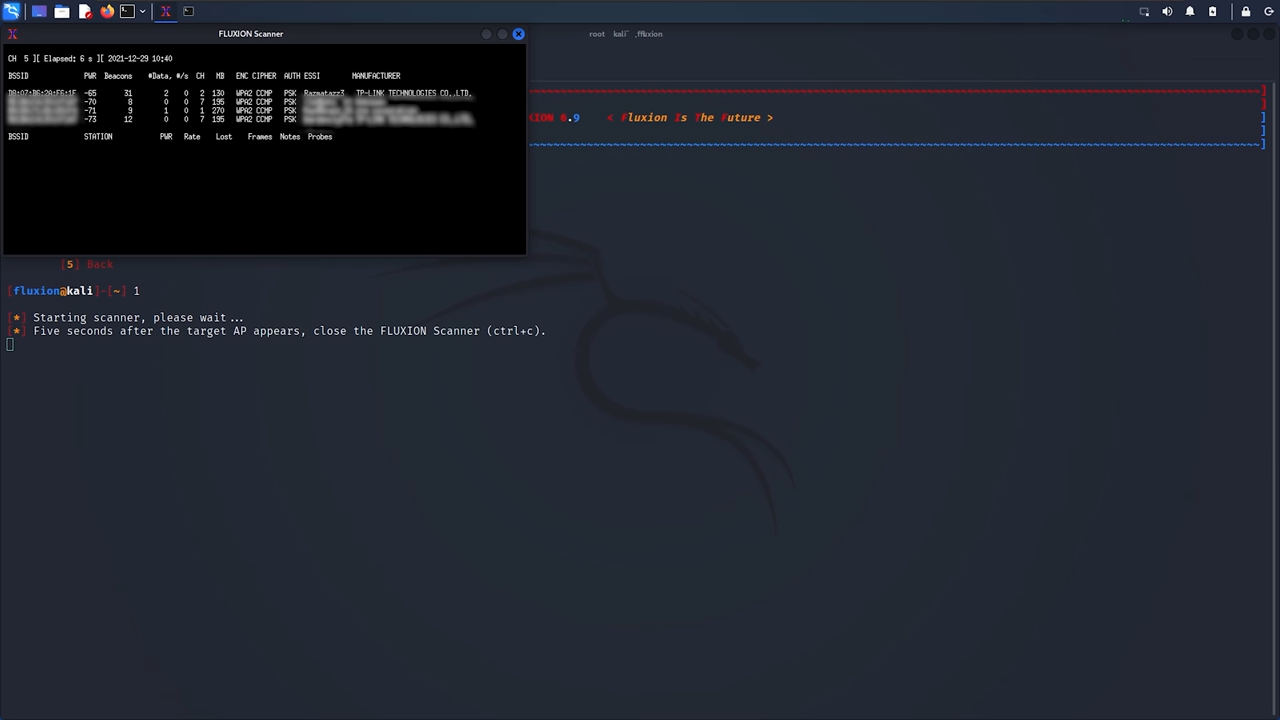 FLUXION Scanner
root kali~ ./fluxion
CH 5 ][ Elapsed: 6 s ][ 2021-12-29 10:40
BSSID PWR Beacons #Data, #/s CH MB ENC CIPHER AUTH ESSI MANUFACTURER
-65 31 2 0 2 130 WPA2 CCMP PSK Razmatazz3 TP-LINK TECHNOLOGIES CO.,LTD.
-70 8 0 0 7 195 WPA2 CCMP PSK
-71 9 1 0 1 270 WPA2 CCMP PSK
-73 12 0 0 7 195 WPA2 CCMP PSK
BSSID STATION PWR Rate Lost Frames Notes Probes
XION 6.9 < Fluxion Is The Future >
[5] Back
[fluxion@kali]-[~] 1
[*] Starting scanner, please wait...
[*] Five seconds after the target AP appears, close the FLUXION Scanner (ctrl+c).